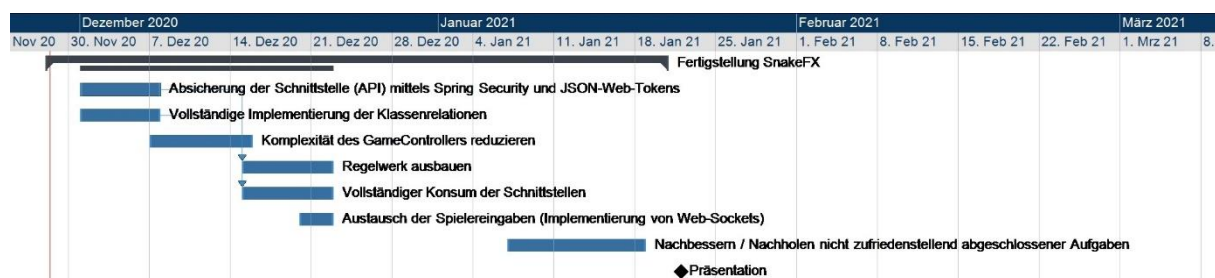 Dezember 2020 Januar 2021 Februar 2021 März 2021
Nov 20 30. Nov 20 7. Dez 20 14. Dez 20 21. Dez 20 28. Dez 20 4. Jan 21 11. Jan 21 18. Jan 21 25. Jan 21 1. Feb 21 8. Feb 21 15. Feb 21 22. Feb 21 1. Mrz 21 8.
Fertigstellung SnakeFX
Absicherung der Schnittstelle (API) mittels Spring Security und JSON-Web-Tokens
Vollständige Implementierung der Klassenrelationen
Komplexität des GameControllers reduzieren
Regelwerk ausbauen
Vollständiger Konsum der Schnittstellen
Austausch der Spielereingaben (Implementierung von Web-Sockets)
Nachbessern / Nachholen nicht zufriedenstellend abgeschlossener Aufgaben
Präsentation